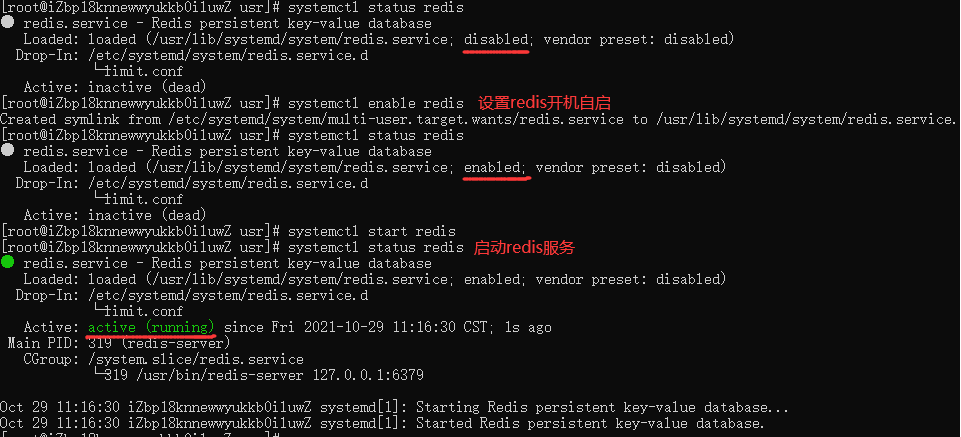 [root@iZbp18knnewwyukkb0i1uwZ usr]# systemctl status redis
● redis.service - Redis persistent key-value database
Loaded: loaded (/usr/lib/systemd/system/redis.service; disabled; vendor preset: disabled)
Drop-In: /etc/systemd/system/redis.service.d
└─limit.conf
Active: inactive (dead)
[root@iZbp18knnewwyukkb0i1uwZ usr]# systemctl enable redis 设置redis开机自启
Created symlink from /etc/systemd/system/multi-user.target.wants/redis.service to /usr/lib/systemd/system/redis.service.
[root@iZbp18knnewwyukkb0i1uwZ usr]# systemctl status redis
● redis.service - Redis persistent key-value database
Loaded: loaded (/usr/lib/systemd/system/redis.service; enabled; vendor preset: disabled)
Drop-In: /etc/systemd/system/redis.service.d
└─limit.conf
Active: inactive (dead)
[root@iZbp18knnewwyukkb0i1uwZ usr]# systemctl start redis
[root@iZbp18knnewwyukkb0i1uwZ usr]# systemctl status redis 启动redis服务
● redis.service - Redis persistent key-value database
Loaded: loaded (/usr/lib/systemd/system/redis.service; enabled; vendor preset: disabled)
Drop-In: /etc/systemd/system/redis.service.d
└─limit.conf
Active: active (running) since Fri 2021-10-29 11:16:30 CST; 1s ago
Main PID: 319 (redis-server)
CGroup: /system.slice/redis.service
└─319 /usr/bin/redis-server 127.0.0.1:6379
Oct 29 11:16:30 iZbp18knnewwyukkb0i1uwZ systemd[1]: Starting Redis persistent key-value database...
Oct 29 11:16:30 iZbp18knnewwyukkb0i1uwZ systemd[1]: Started Redis persistent key-value database.